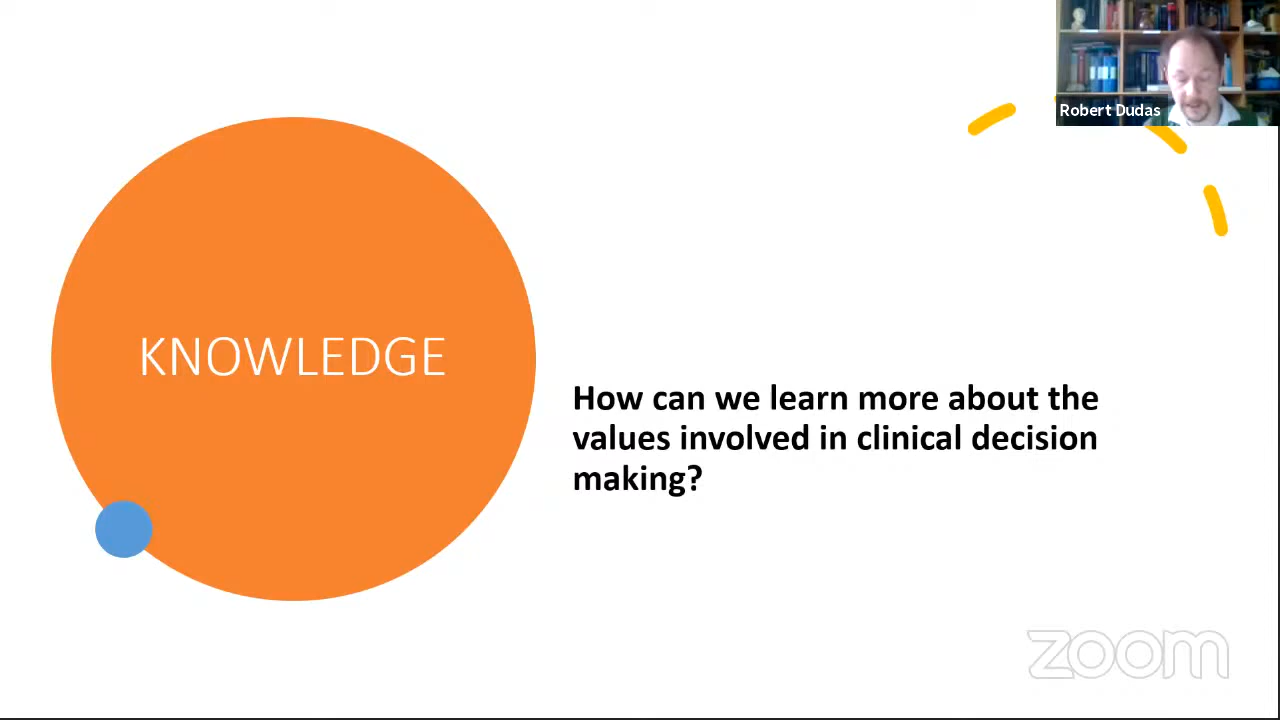 Robert Dudas
KNOWLEDGE
How can we learn more about the
values involved in clinical decision
making?
zoom